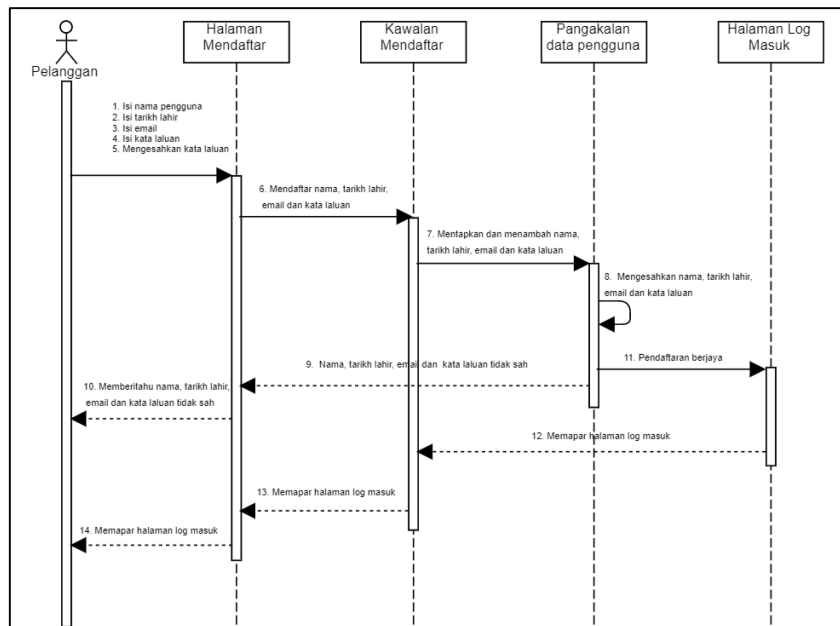 Halaman
Mendaftar
Kawalan
Mendaftar
Pangakalan
data pengguna
Halaman Log
Masuk
Pelanggan
1. Isi nama pengguna
2. Isi tarikh lahir
3. Isi email
4. Isi kata laluan
5. Mengesahkan kata laluan
6. Mendaftar nama, tarikh lahir,
email dan kata laluan
7. Mentapkan dan menambah nama,
tarikh lahir, email dan kata laluan
8. Mengesahkan nama, tarikh lahir,
email dan kata laluan
9. Nama, tarikh lahir, email dan kata laluan tidak sah
11. Pendaftaran berjaya
10. Memberitahu nama, tarikh lahir,
email dan kata laluan tidak sah
12. Memapar halaman log masuk
13. Memapar halaman log masuk
14. Memapar halaman log masuk